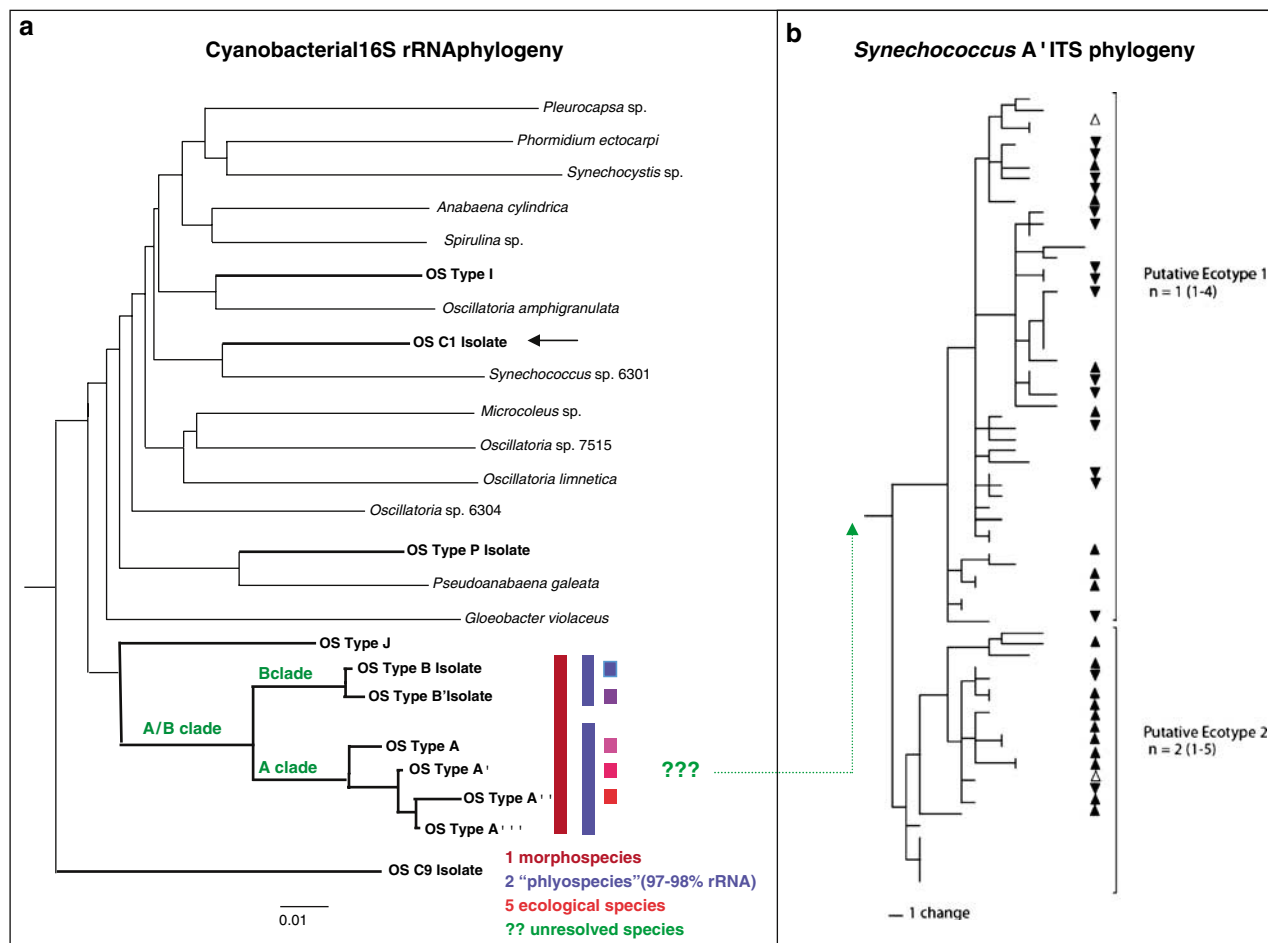 a
Cyanobacterial16S rRNAphylogeny
Pleurocapsa sp.
Phormidium ectocarpi
Synechocystis sp.
Anabaena cylindrica
Spirulina sp.
OS Type I
Oscillatoria amphigranulata
OS C1 Isolate
Synechococcus sp. 6301
Microcoleus sp.
Oscillatoria sp. 7515
Oscillatoria limnetica
Oscillatoria sp. 6304
OS Type P Isolate
Pseudoanabaena galeata
Gloeobacter violaceus
OS Type J
Bclade
OS Type B Isolate
OS Type B'Isolate
A/B clade
OS Type A
A clade
OS Type A'
???
OS Type A''
OS Type A'''
OS C9 Isolate
0.01
1 morphospecies
2 “phlyospecies”(97-98% rRNA)
5 ecological species
?? unresolved species
b
Synechococcus A'ITS phylogeny
Putative Ecotype 1
n = 1 (1-4)
Putative Ecotype 2
n = 2 (1-5)
1 change